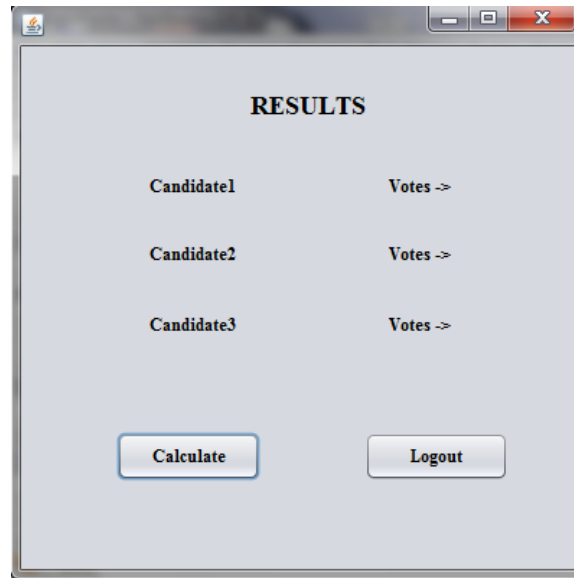 RESULTS
Candidate1 Votes ->
Candidate2 Votes ->
Candidate3 Votes ->
Calculate Logout